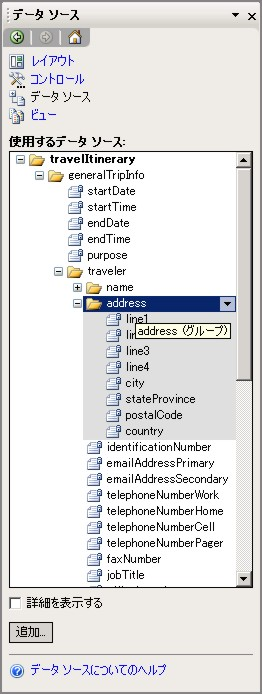 データ ソース
レイアウト
コントロール
データ ソース
ビュー
使用するデータ ソース:
travelItinerary
generalTripInfo
startDate
startTime
endDate
endTime
purpose
traveler
name
address
line1
address (グループ)
line3
line4
city
stateProvince
postalCode
country
identificationNumber
emailAddressPrimary
emailAddressSecondary
telephoneNumberWork
telephoneNumberHome
telephoneNumberCell
telephoneNumberPager
faxNumber
jobTitle
詳細を表示する
追加...
データ ソースについてのヘルプ